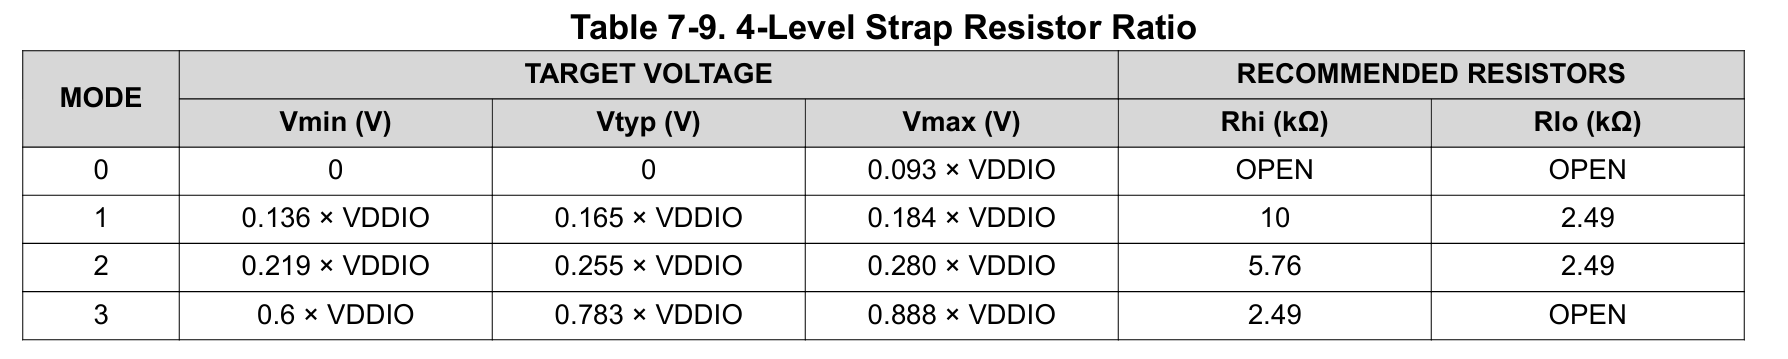 Table 7-9. 4-Level Strap Resistor Ratio
MODE TARGET VOLTAGE RECOMMENDED RESISTORS
Vmin (V) Vtyp (V) Vmax (V) Rhi (kΩ) Rlo (kΩ)
0 0 0 0.093 × VDDIO OPEN OPEN
1 0.136 × VDDIO 0.165 × VDDIO 0.184 × VDDIO 10 2.49
2 0.219 × VDDIO 0.255 × VDDIO 0.280 × VDDIO 5.76 2.49
3 0.6 × VDDIO 0.783 × VDDIO 0.888 × VDDIO 2.49 OPEN